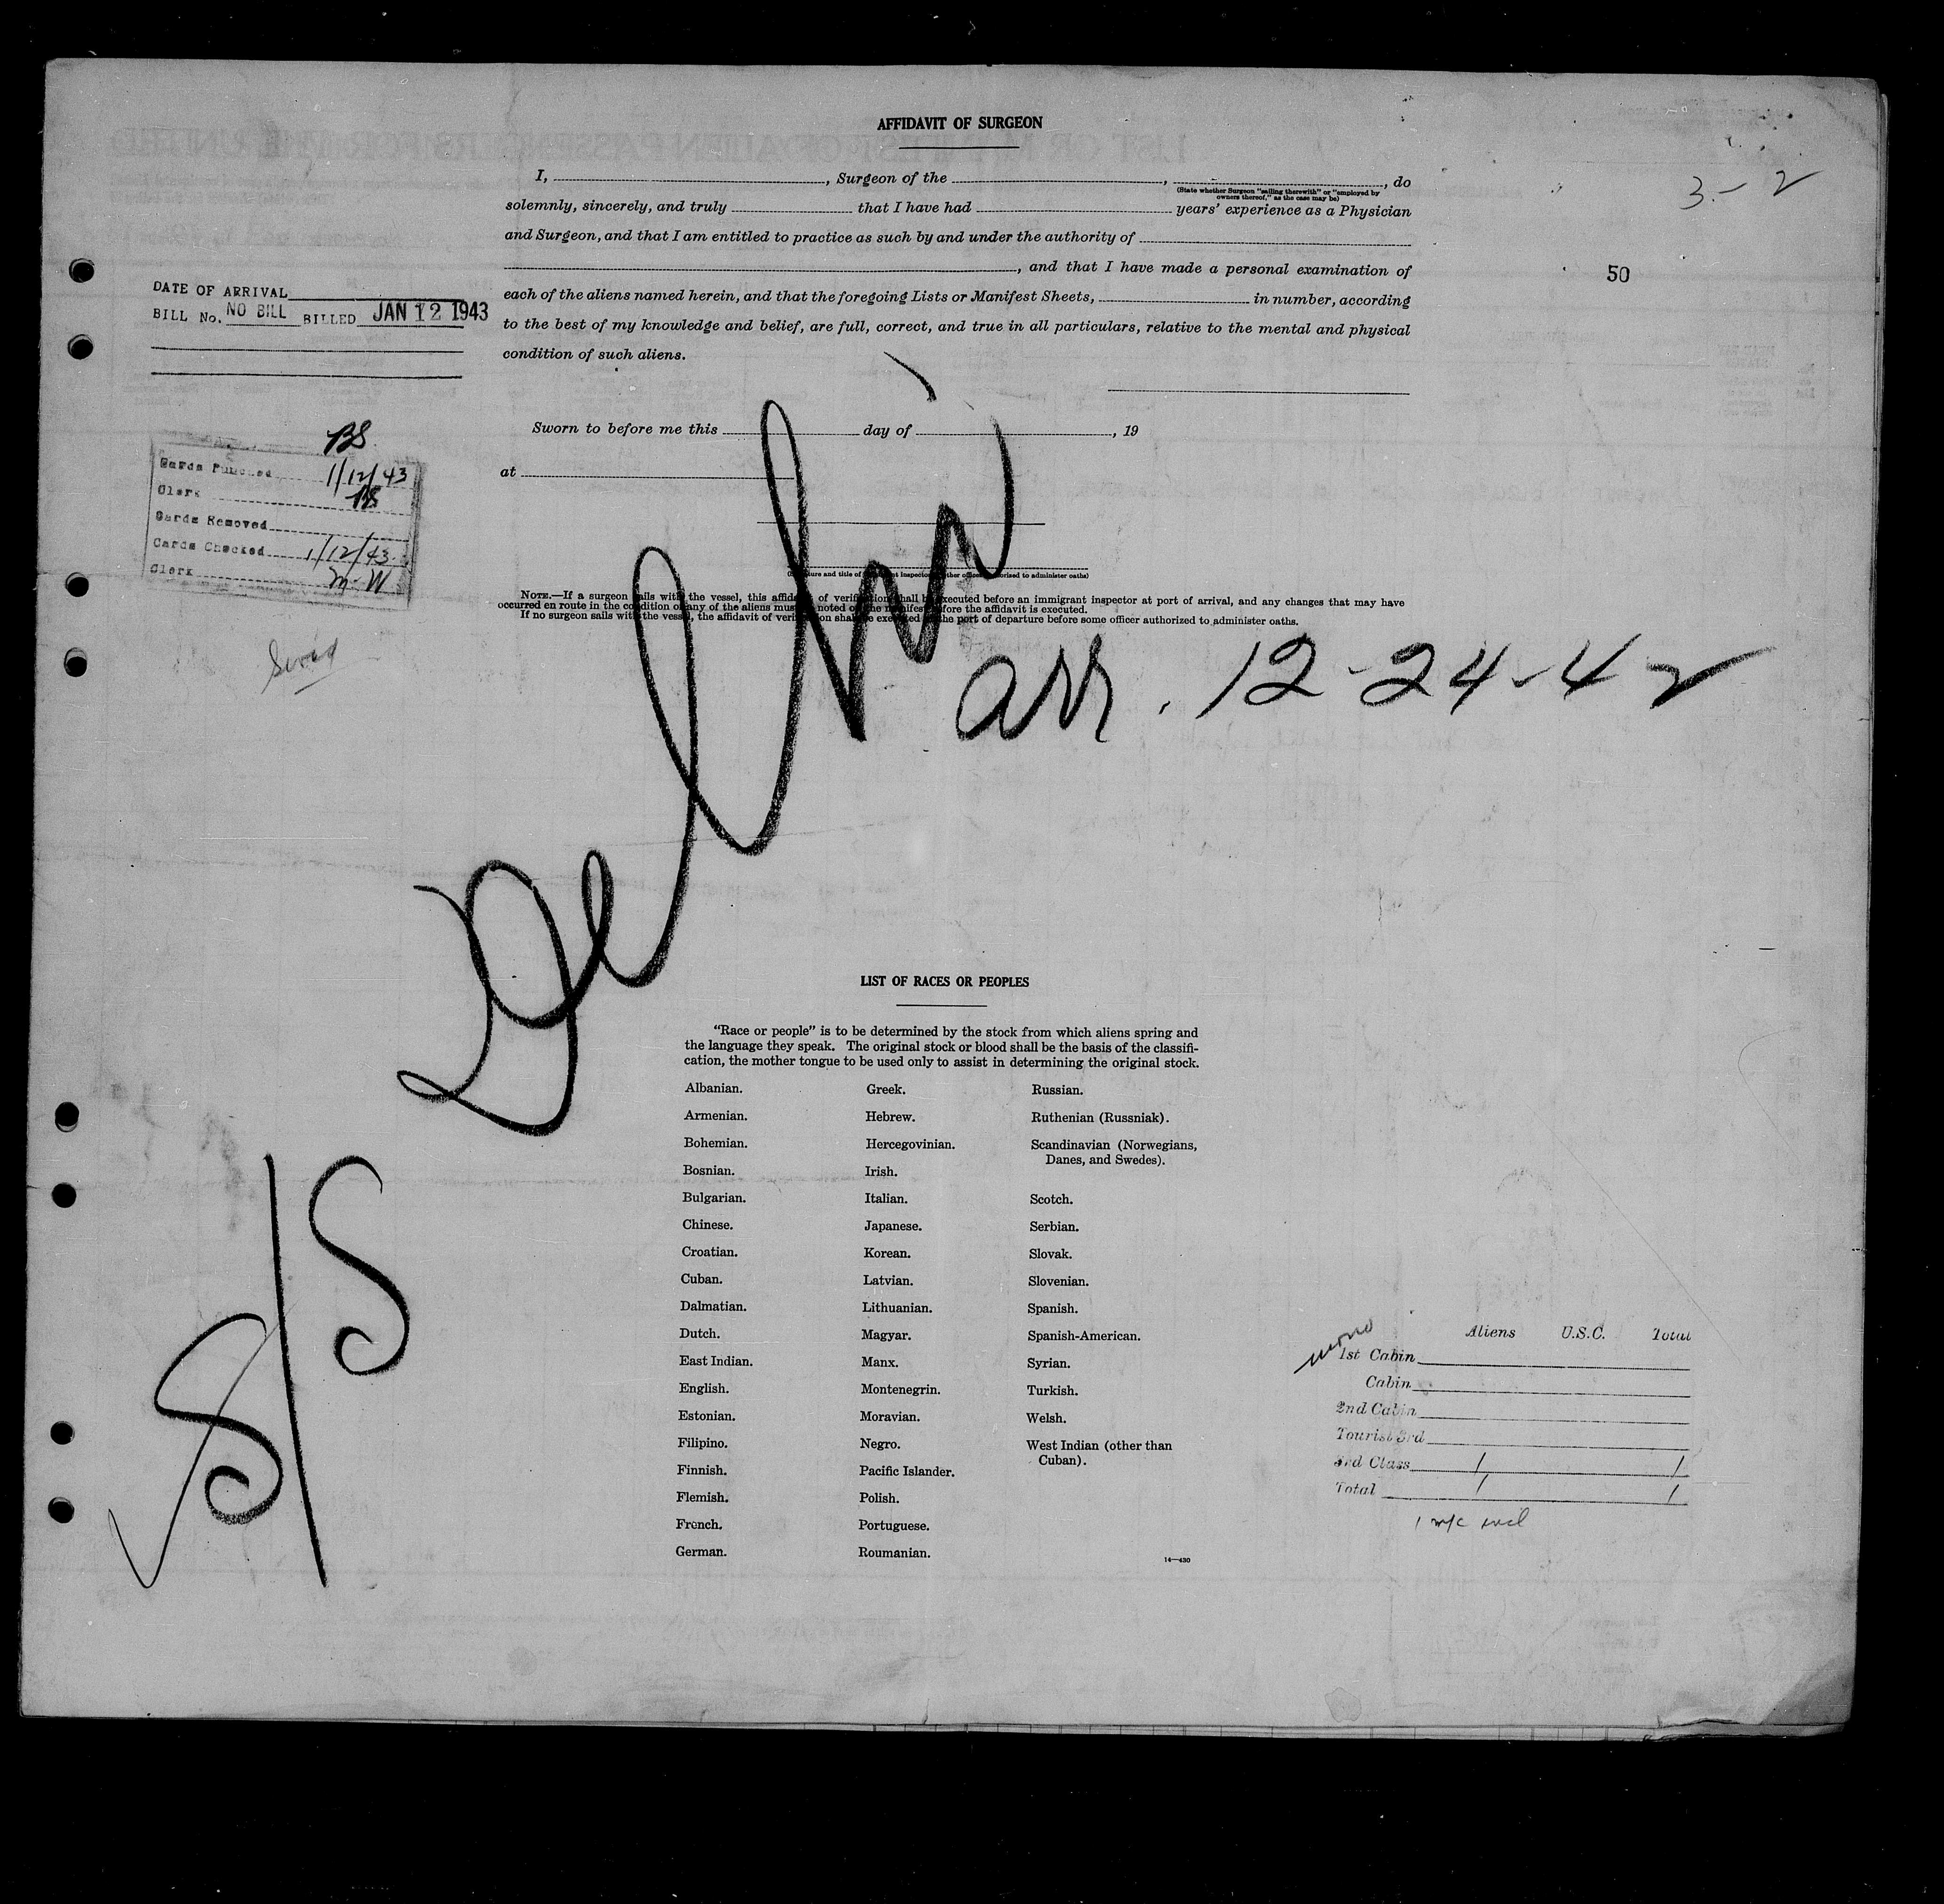 AFFIDAVIT OF SURGEON
I, , Surgeon of the , , do
(State whether Surgeon "sailing therewith" or "employed by
owners thereof," as the case may be)
solemnly, sincerely, and truly that I have had years' experience as a Physician
and Surgeon, and that I am entitled to practice as such by and under the authority of
, and that I have made a personal examination of
each of the aliens named herein, and that the foregoing Lists or Manifest Sheets, in number, according
to the best of my knowledge and belief, are full, correct, and true in all particulars, relative to the mental and physical
condition of such aliens.
Sworn to before me this day of , 19
at
3-2
50
DATE OF ARRIVAL
BILL No. NO BILL BILLED JAN 12 1943
BS
Cards Punched 1/12/43
Clerk BS
Cards Removed
Cards Checked 1/12/43
Clerk M-W
(Signature and title of immigrant inspector or other officer authorised to administer oaths)
NOTE.—If a surgeon sails with the vessel, this affidavit of verification shall be executed before an immigrant inspector at port of arrival, and any changes that may have
occurred en route in the condition of any of the aliens must be noted on the manifest before the affidavit is executed.
If no surgeon sails with the vessel, the affidavit of verification shall be executed at the port of departure before some officer authorized to administer oaths.
arr. 12-24-42
S/S
LIST OF RACES OR PEOPLES
"Race or people" is to be determined by the stock from which aliens spring and
the language they speak. The original stock or blood shall be the basis of the classifi-
cation, the mother tongue to be used only to assist in determining the original stock.
Albanian.
Armenian.
Bohemian.
Bosnian.
Bulgarian.
Chinese.
Croatian.
Cuban.
Dalmatian.
Dutch.
East Indian.
English.
Estonian.
Filipino.
Finnish.
Flemish.
French.
German.
Greek.
Hebrew.
Hercegovinian.
Irish.
Italian.
Japanese.
Korean.
Latvian.
Lithuanian.
Magyar.
Manx.
Montenegrin.
Moravian.
Negro.
Pacific Islander.
Polish.
Portuguese.
Roumanian.
Russian.
Ruthenian (Russniak).
Scandinavian (Norwegians,
Danes, and Swedes).
Scotch.
Serbian.
Slovak.
Slovenian.
Spanish.
Spanish-American.
Syrian.
Turkish.
Welsh.
West Indian (other than
Cuban).
14—430
Aliens U.S.C. Total
1st Cabin
Cabin
2nd Cabin
Tourist 3rd
3rd Class 1 1
Total 1 1